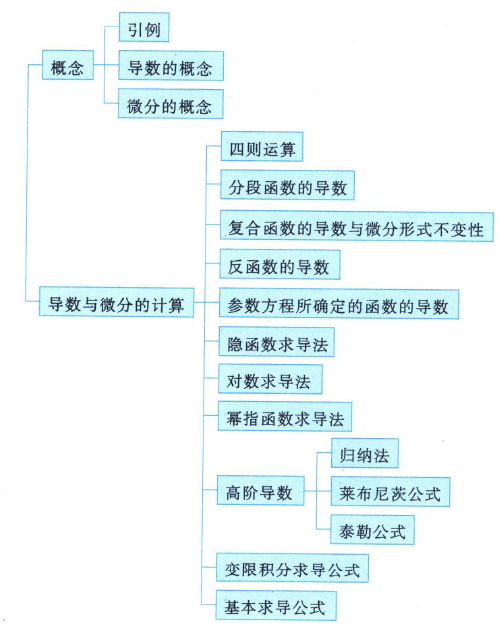 引例
概念
导数的概念
微分的概念
四则运算
分段函数的导数
复合函数的导数与微分形式不变性
反函数的导数
导数与微分的计算
参数方程所确定的函数的导数
隐函数求导法
对数求导法
幂指函数求导法
归纳法
高阶导数
莱布尼茨公式
泰勒公式
变限积分求导公式
基本求导公式